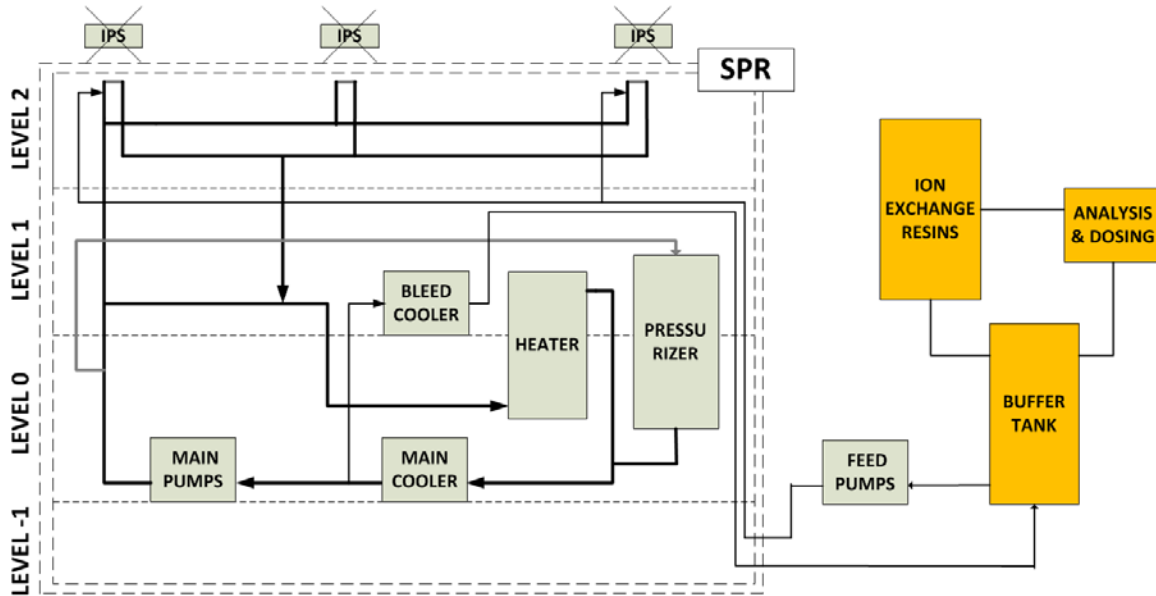 IPS
IPS
IPS
SPR
LEVEL 2
LEVEL 1
LEVEL 0
LEVEL -1
BLEED
COOLER
HEATER
PRESSU
RIZER
MAIN
PUMPS
MAIN
COOLER
ION
EXCHANGE
RESINS
ANALYSIS
& DOSING
BUFFER
TANK
FEED
PUMPS